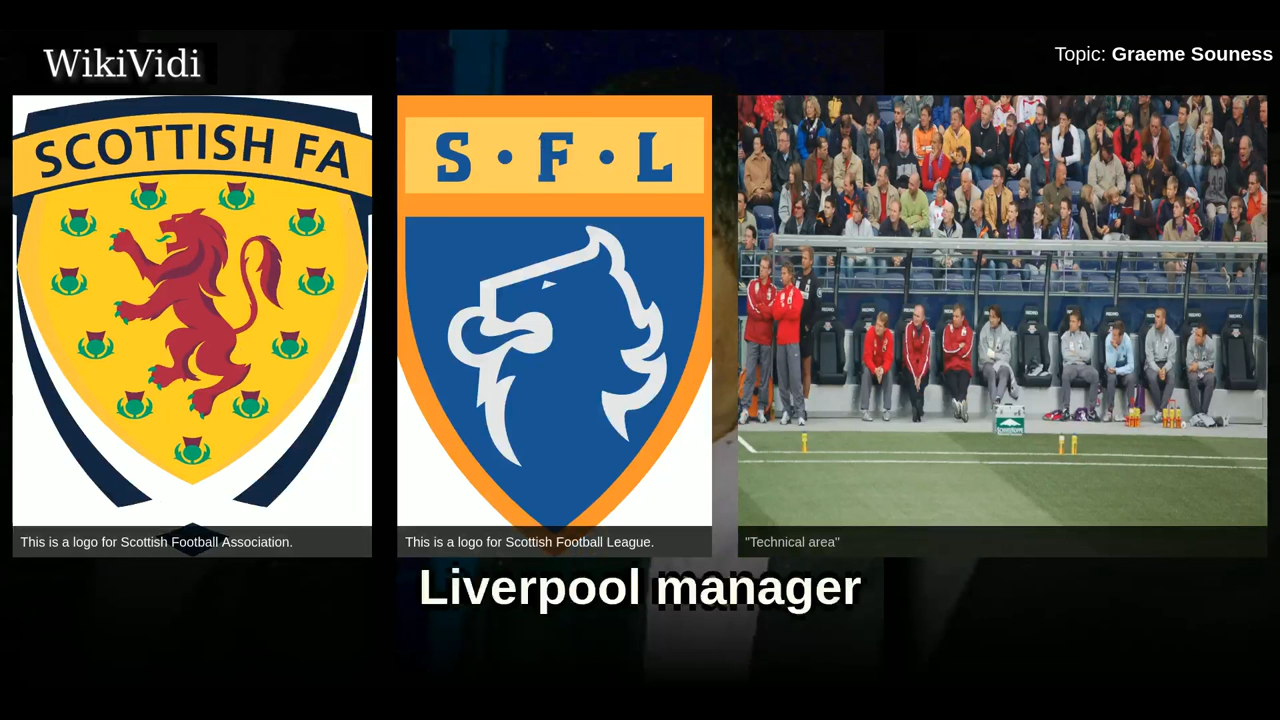 WikiVidi
Topic: Graeme Souness
SCOTTISH FA
S·F·L
This is a logo for Scottish Football Association.
This is a logo for Scottish Football League.
"Technical area"
Liverpool manager